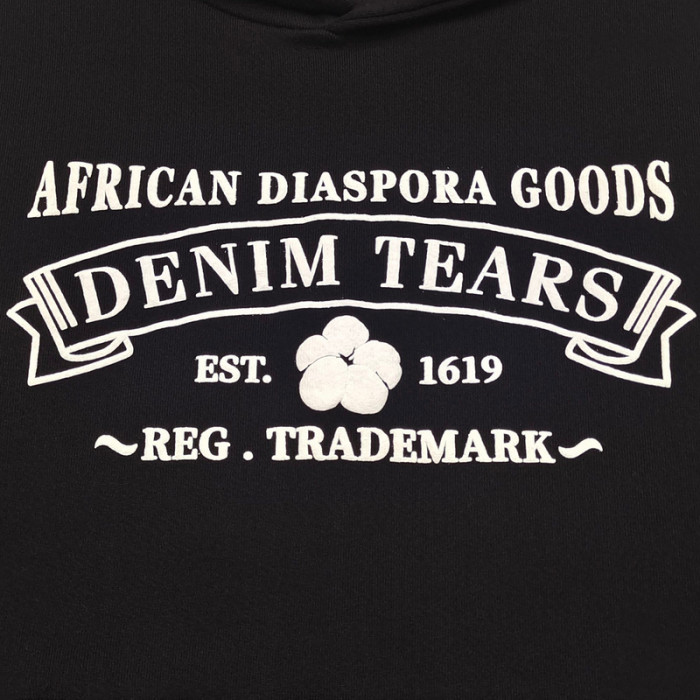 AFRICAN DIASPORA GOODS
DENIM TEARS
EST. 1619
~REG . TRADEMARK~